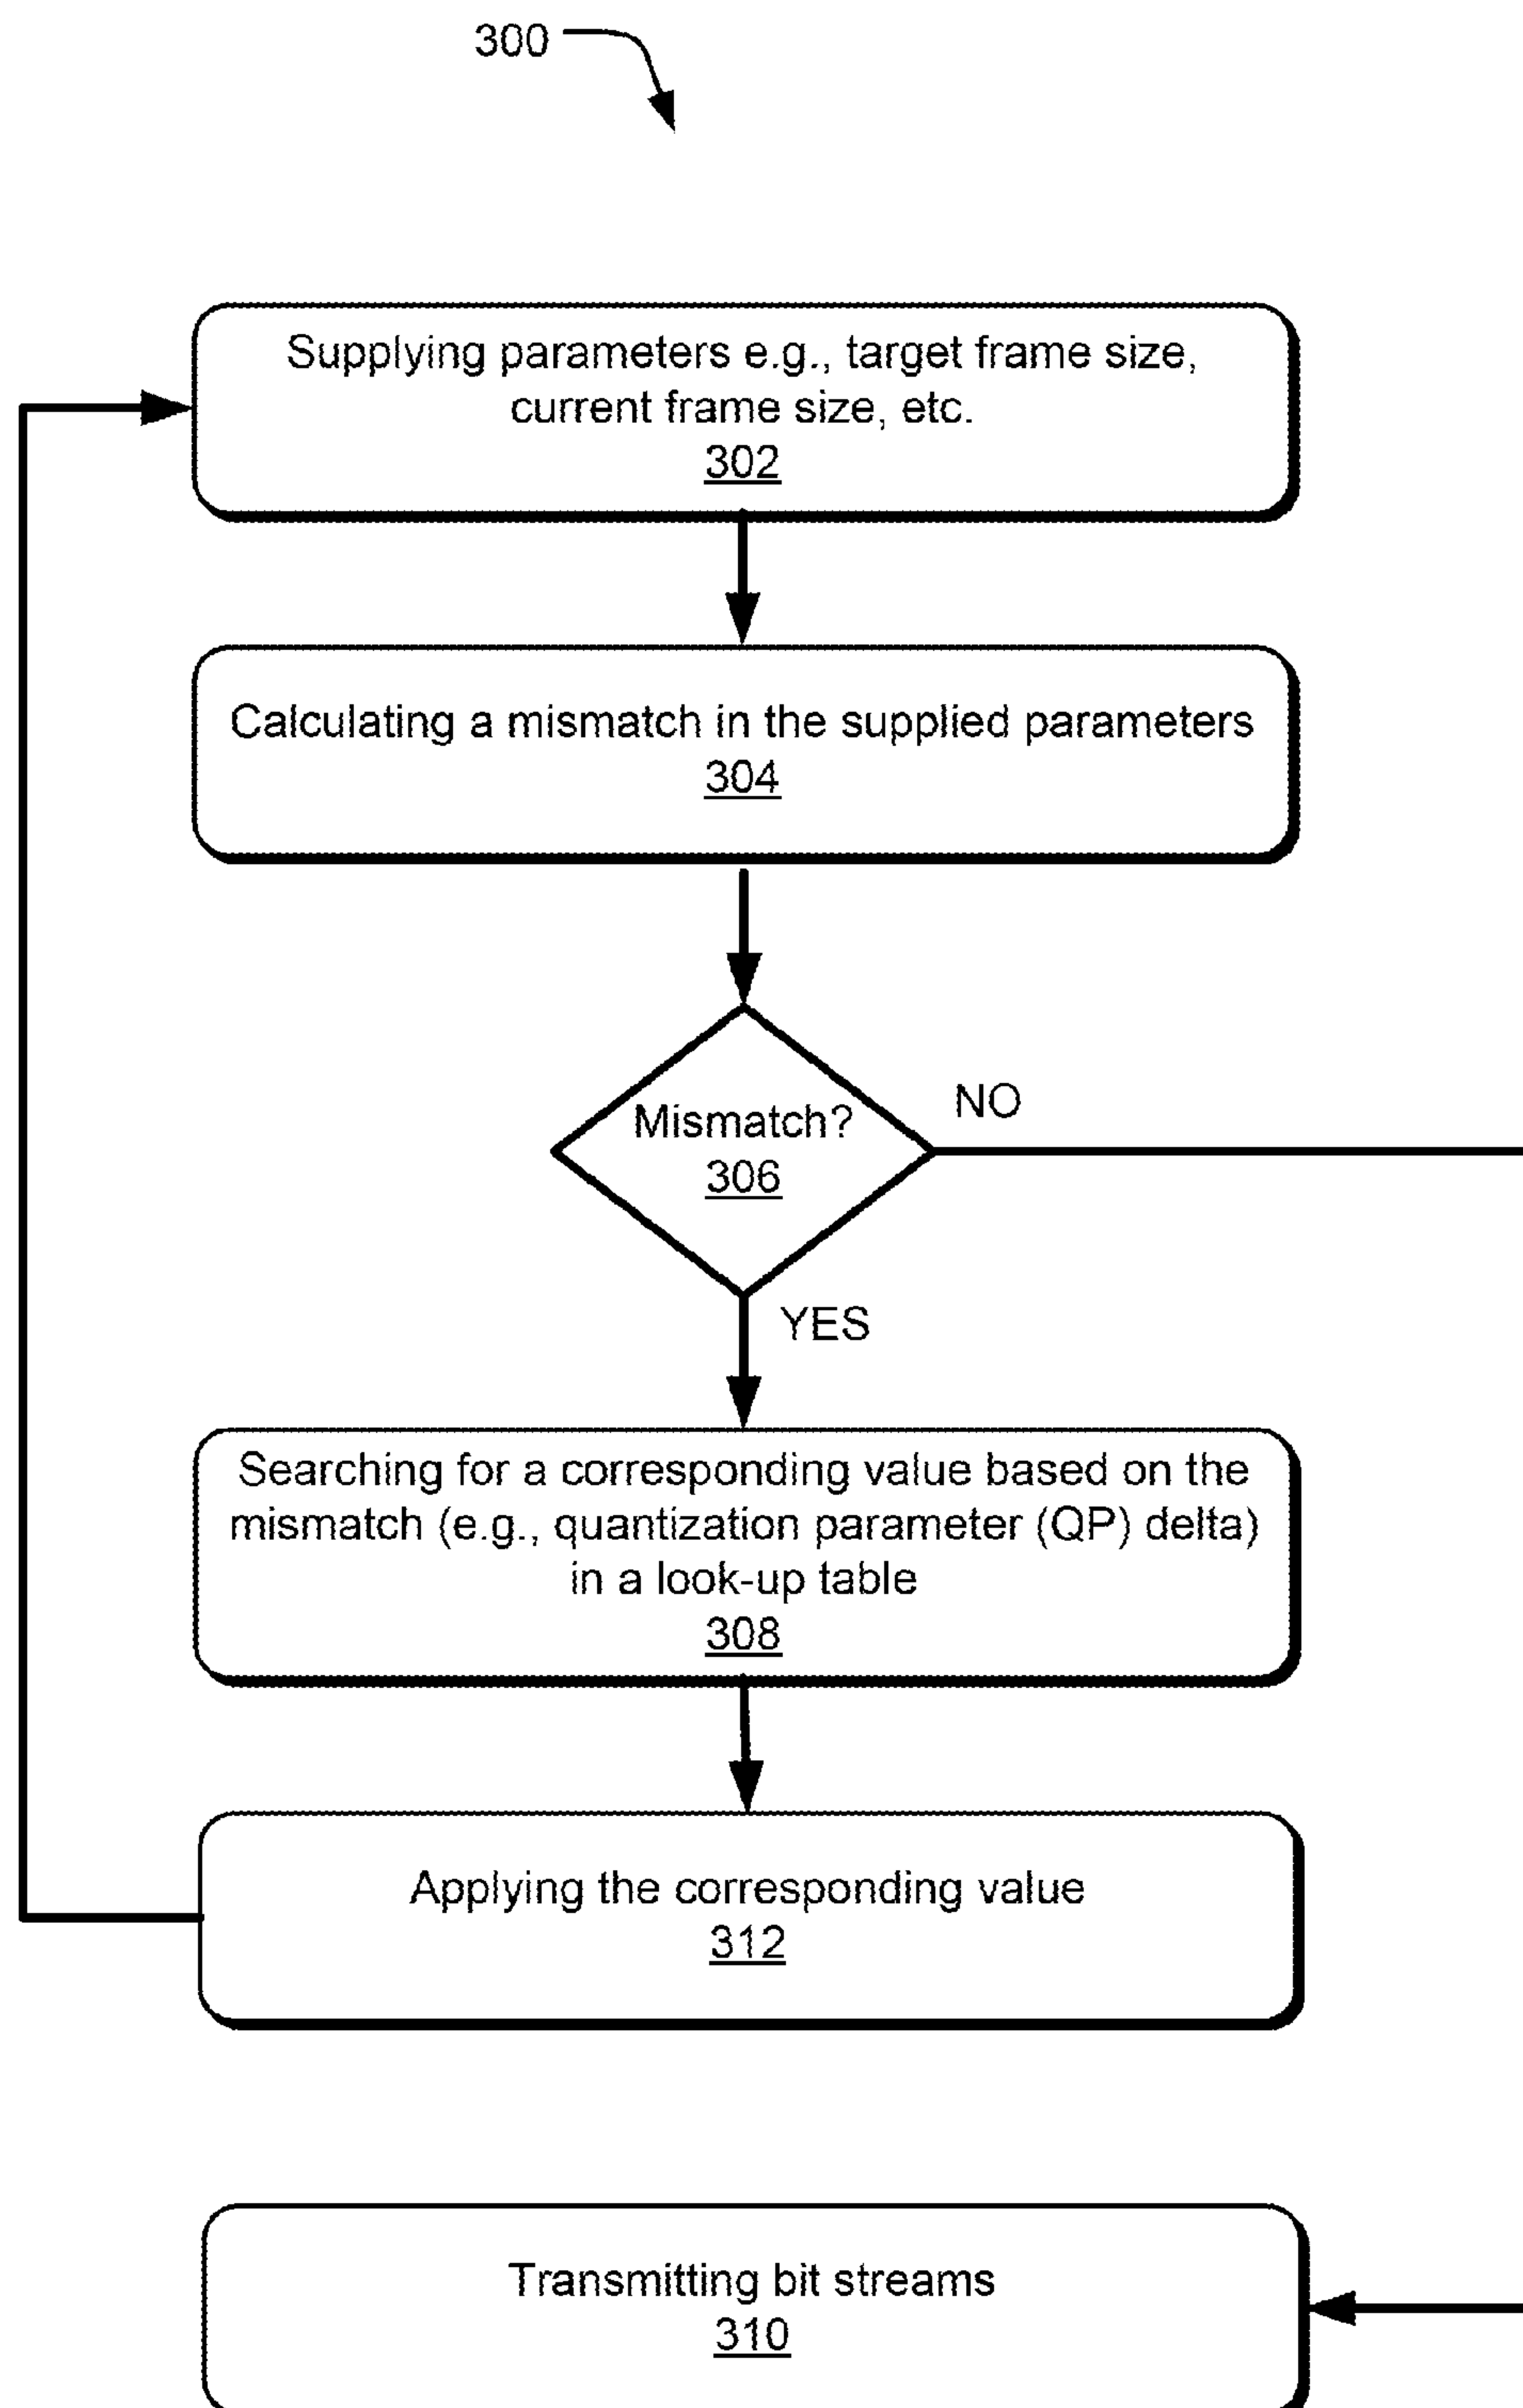 300
Supplying parameters e.g., target frame size,
current frame size, etc.
302
Calculating a mismatch in the supplied parameters
304
Mismatch?
306
NO
YES
Searching for a corresponding value based on the
mismatch (e.g., quantization parameter (QP) delta)
in a look-up table
308
Applying the corresponding value
312
Transmitting bit streams
310